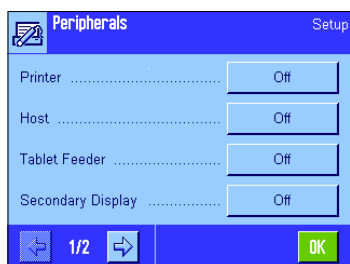 Peripherals Setup
Printer ................................. Off
Host .................................... Off
Tablet Feeder ....................... Off
Secondary Display ................ Off
1/2 OK